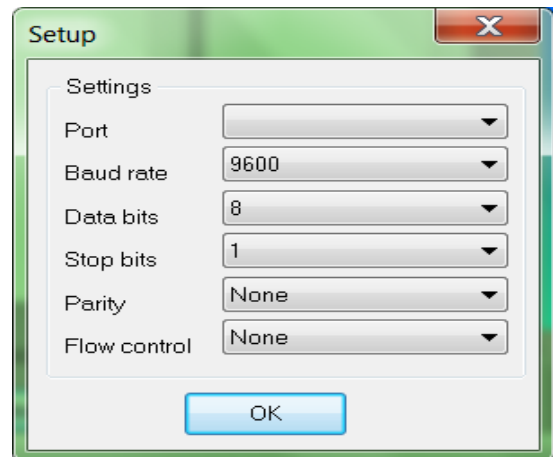 Setup
Settings
Port
Baud rate 9600
Data bits 8
Stop bits 1
Parity None
Flow control None
OK